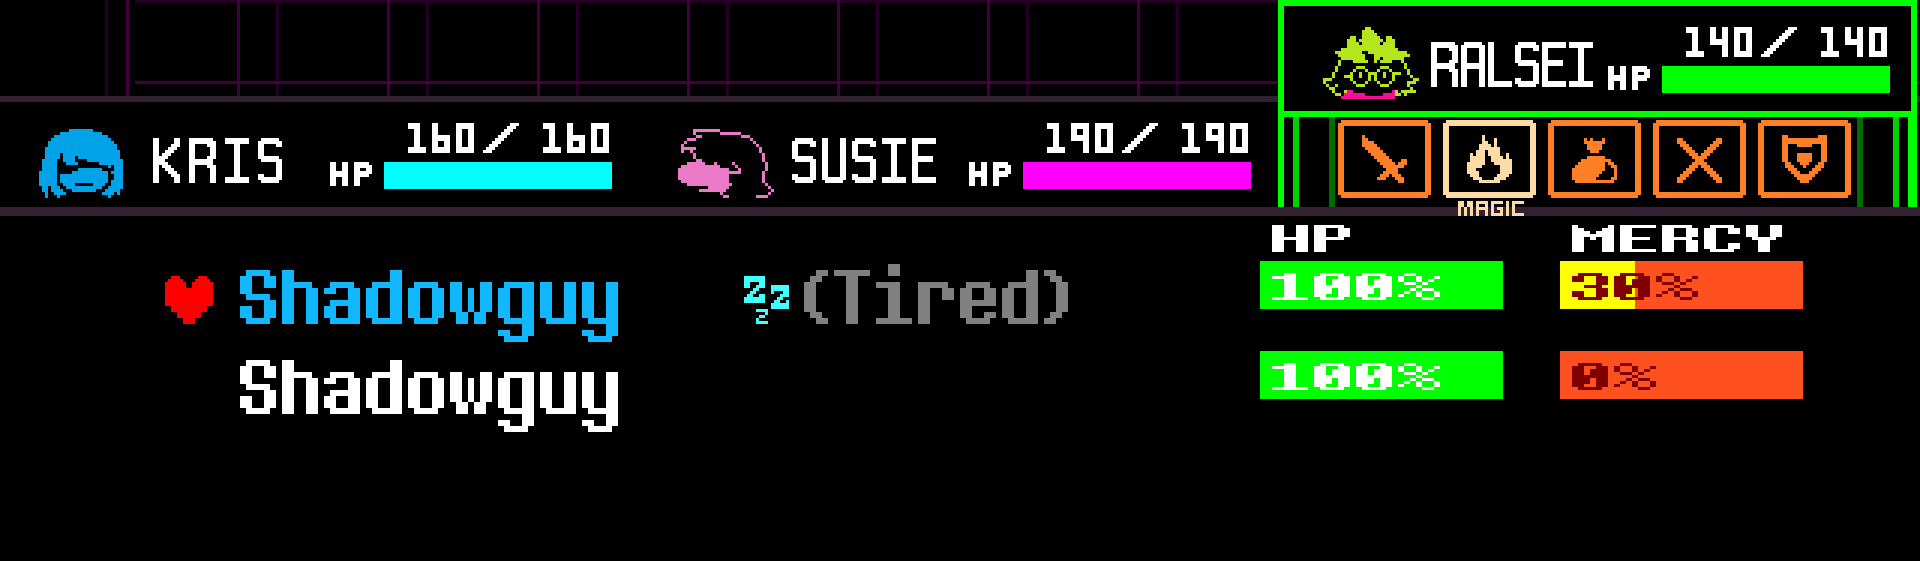 140/ 140
RALSEI HP
160/ 160
KRIS HP
190/ 190
SUSIE HP
MAGIC
HP MERCY
Shadowguy zzz (Tired) 100% 30%
Shadowguy 100% 0%